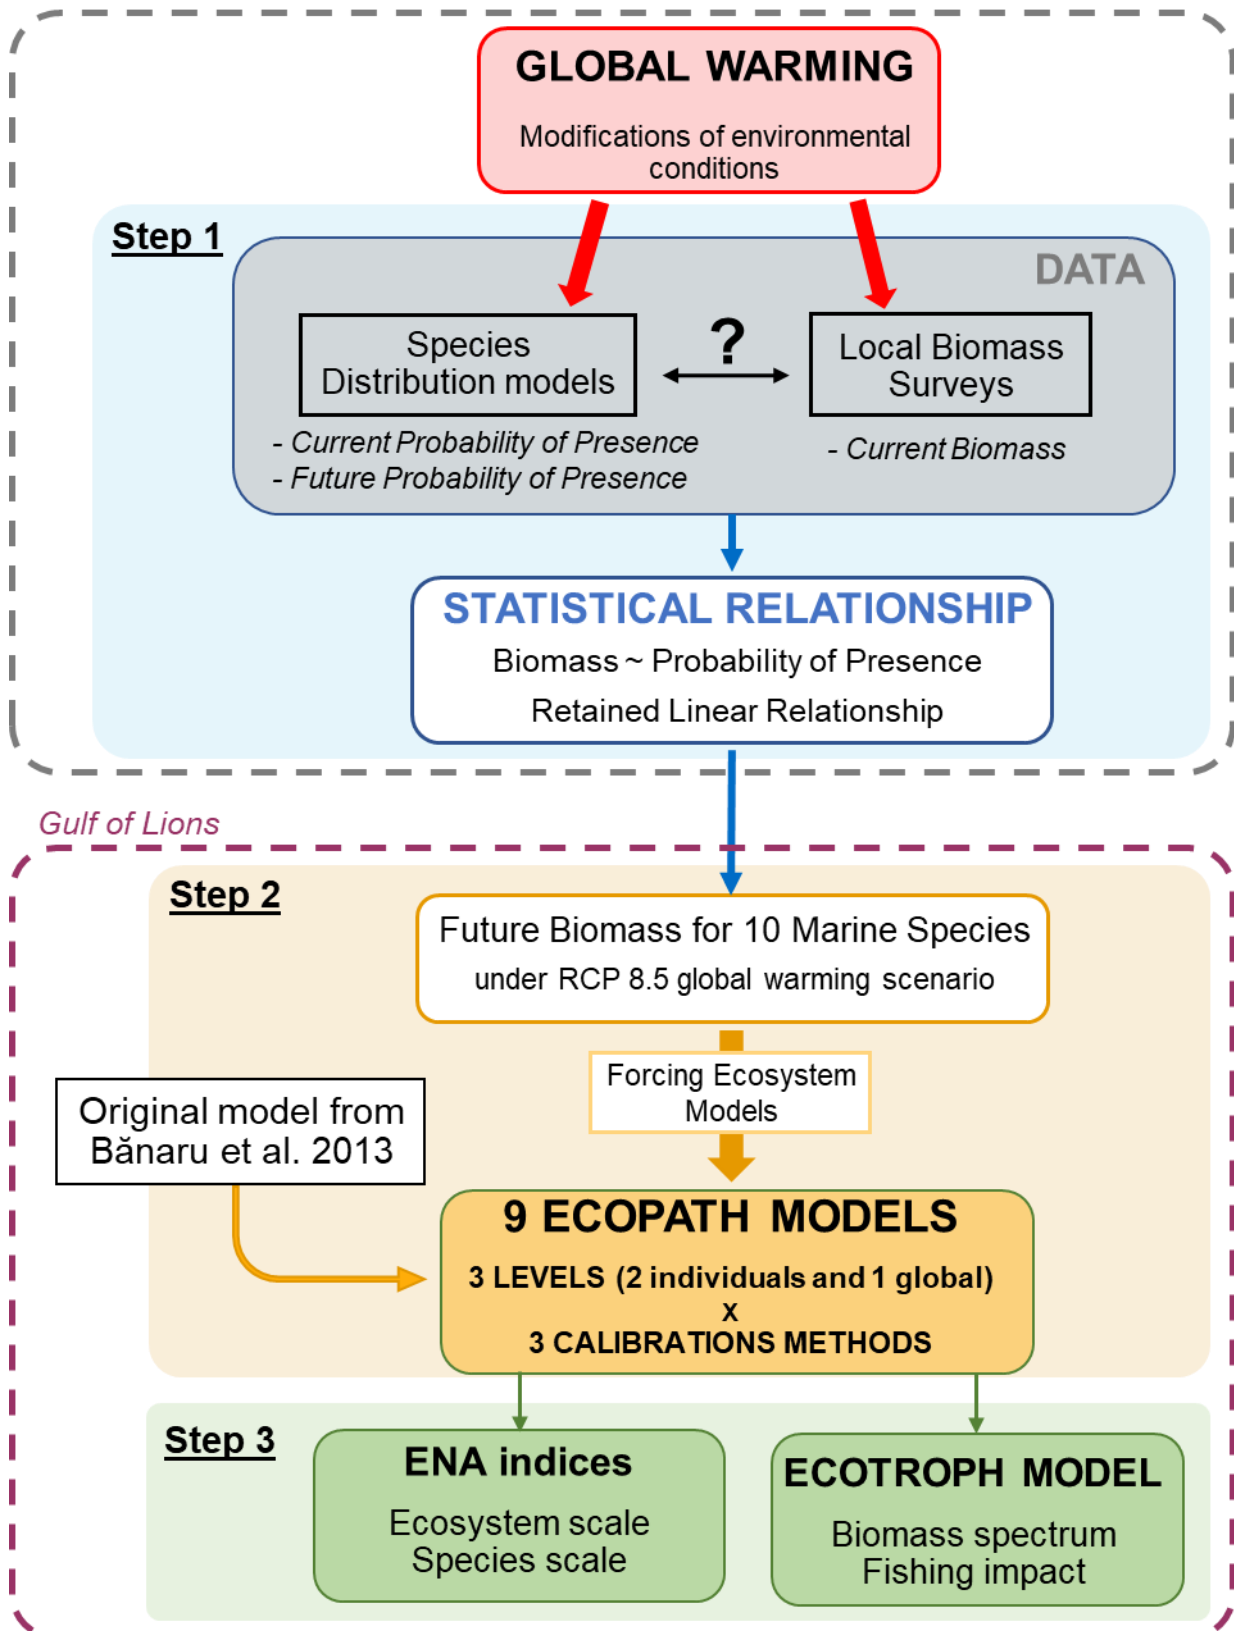 GLOBAL WARMING
Modifications of environmental
conditions
Step 1
DATA
?
Species
Distribution models
Local Biomass
Surveys
- Current Probability of Presence
- Future Probability of Presence
- Current Biomass
STATISTICAL RELATIONSHIP
Biomass ~ Probability of Presence
Retained Linear Relationship
Gulf of Lions
Step 2
Future Biomass for 10 Marine Species
under RCP 8.5 global warming scenario
Forcing Ecosystem
Models
Original model from
Bănaru et al. 2013
9 ECOPATH MODELS
3 LEVELS (2 individuals and 1 global)
x
3 CALIBRATIONS METHODS
Step 3
ENA indices
Ecosystem scale
Species scale
ECOTROPH MODEL
Biomass spectrum
Fishing impact